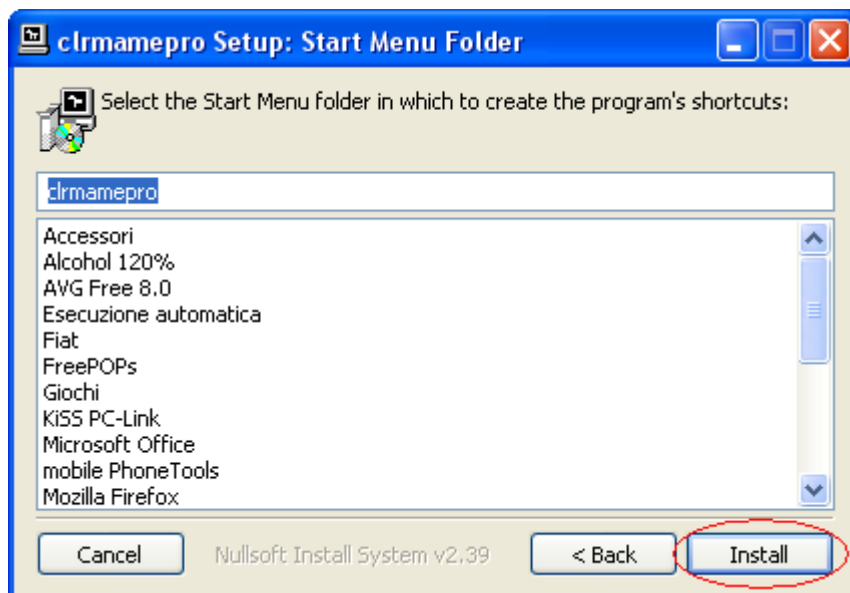 clrmamepro Setup: Start Menu Folder
Select the Start Menu folder in which to create the program's shortcuts:
clrmamepro
Accessori
Alcohol 120%
AVG Free 8.0
Esecuzione automatica
Fiat
FreePOPs
Giochi
KiSS PC-Link
Microsoft Office
mobile PhoneTools
Mozilla Firefox
Cancel Nullsoft Install System v2.39 < Back Install